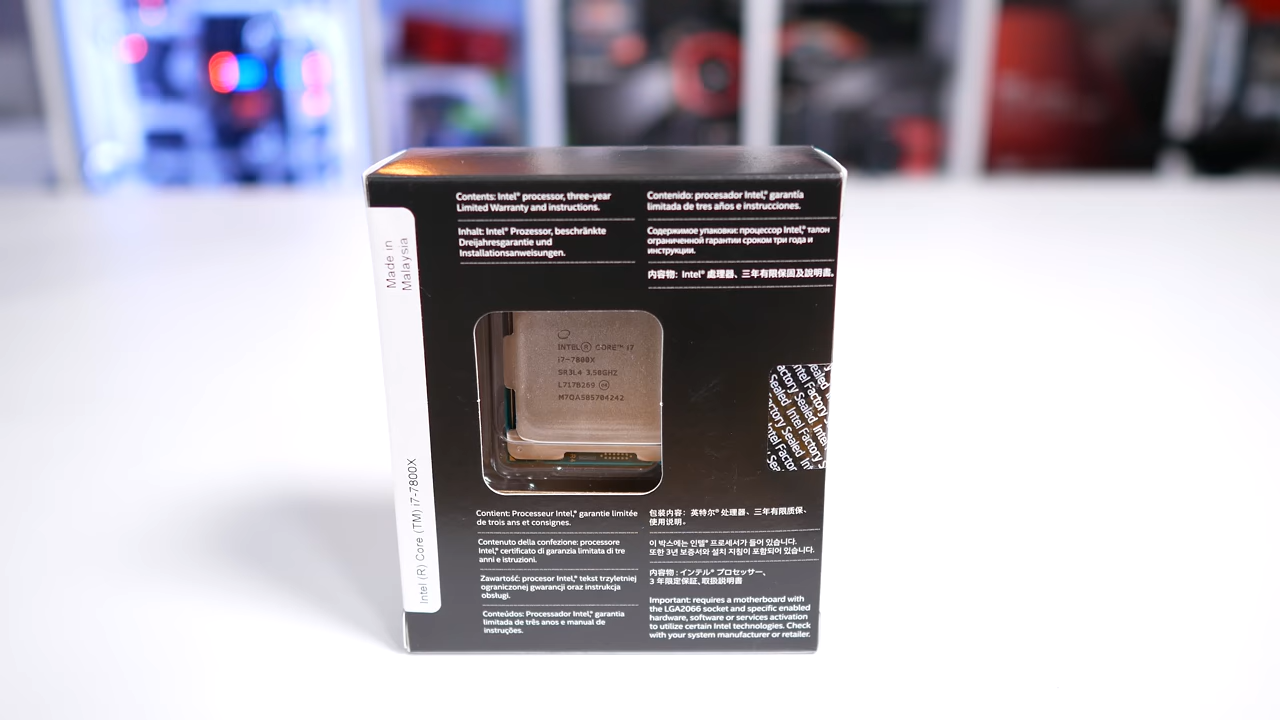 Contents: Intel® processor, three-year
Limited Warranty and instructions.
Inhalt: Intel® Prozessor, beschränkte
Dreijahresgarantie und
Installationsanweisungen.
Contenido: procesador Intel,® garantía
limitada de tres años e instrucciones.
Содержимое упаковки: процессор Intel,® талон
ограниченной гарантии сроком три года и
инструкции.
内容物: Intel® 處理器、三年有限保固及說明書。
Made in
Malaysia
Intel (R) Core (TM) i7-7800X
INTEL® CORE™ i7
i7-7800X
SR3L4 3.50GHZ
L717B269
M7QA585704242
Intel Factory Sealed
Contient: Processeur Intel,® garantie limitée
de trois ans et consignes.
Contenuto della confezione: processore
Intel,® certificato di garanzia limitata di tre
anni e istruzioni.
Zawartość: procesor Intel,® tekst trzyletniej
ograniczonej gwarancji oraz instrukcja
obsługi.
Conteúdos: Processador Intel,® garantia
limitada de três anos e manual de
instruções.
包装内容: 英特尔® 处理器、三年有限质保、
使用说明。
이 박스에는 인텔® 프로세서가 들어 있습니다.
또한 3년 보증서와 설치 지침이 포함되어 있습니다.
内容物: インテル® プロセッサー、
3 年限定保証、取扱説明書
Important: requires a motherboard with
the LGA2066 socket and specific enabled
hardware, software or services activation
to utilize certain Intel technologies. Check
with your system manufacturer or retailer.